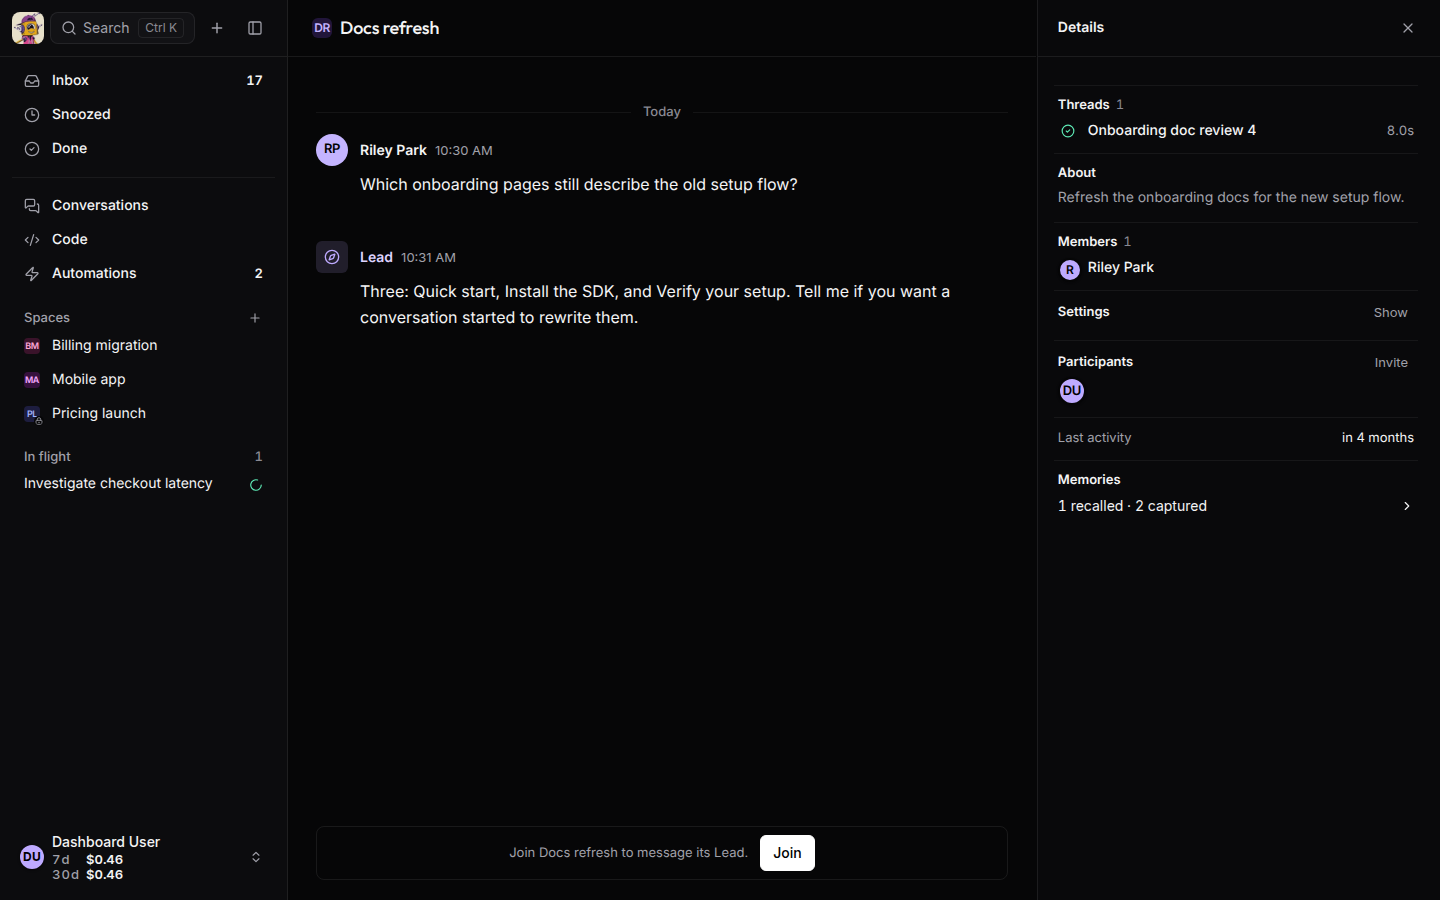 Search Ctrl K
Inbox 17
Snoozed
Done
Conversations
Code
Automations 2
Spaces
BM Billing migration
MA Mobile app
PL Pricing launch
In flight 1
Investigate checkout latency
DU Dashboard User
7d $0.46
30d $0.46
DR Docs refresh
Today
RP Riley Park 10:30 AM
Which onboarding pages still describe the old setup flow?
Lead 10:31 AM
Three: Quick start, Install the SDK, and Verify your setup. Tell me if you want a
conversation started to rewrite them.
Join Docs refresh to message its Lead. Join
Details
Threads 1
Onboarding doc review 4 8.0s
About
Refresh the onboarding docs for the new setup flow.
Members 1
R Riley Park
Settings Show
Participants Invite
DU
Last activity in 4 months
Memories
1 recalled · 2 captured